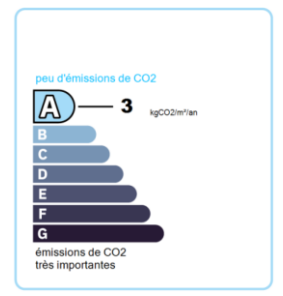 peu d'émissions de CO2
A 3 kgCO2/m²/an
B
C
D
E
F
G
émissions de CO2
très importantes